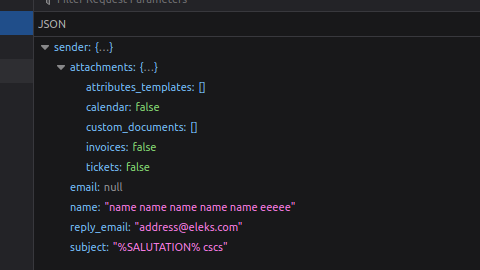 Filter Request Parameters
JSON
sender: {…}
attachments: {…}
attributes_templates: []
calendar: false
custom_documents: []
invoices: false
tickets: false
email: null
name: "name name name name name eeeee"
reply_email: "address@eleks.com"
subject: "%SALUTATION% cscs"